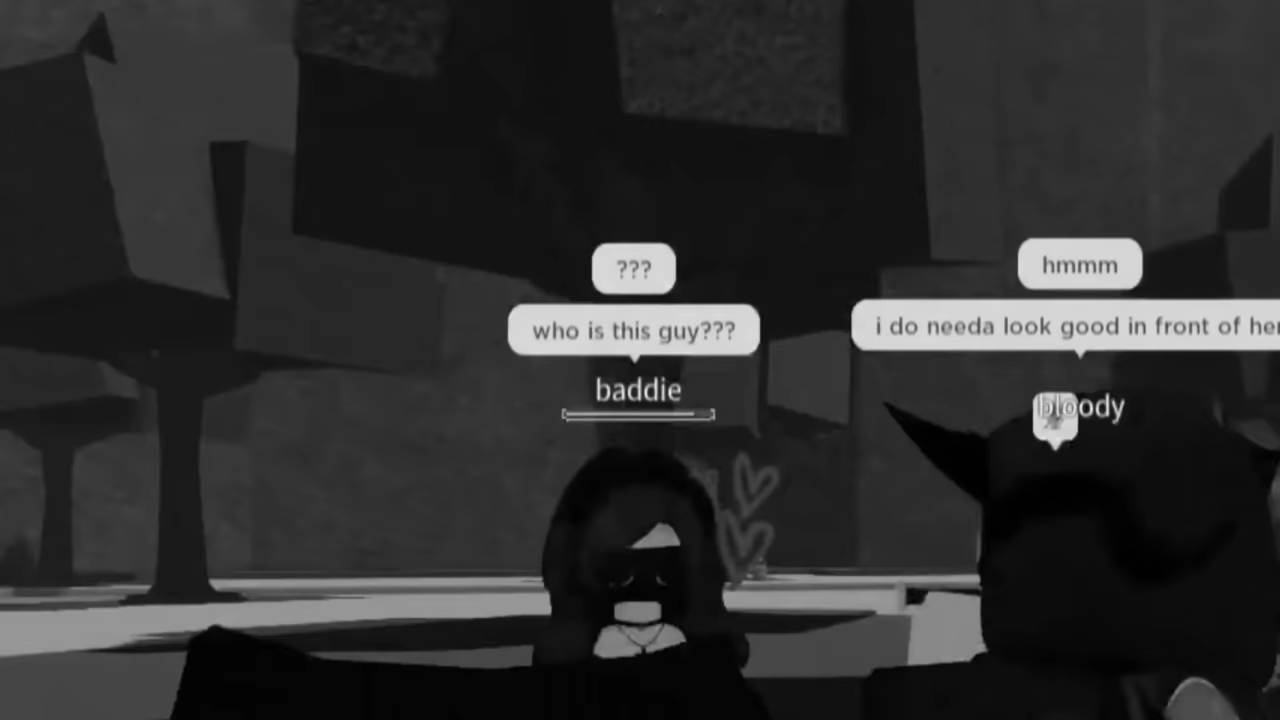 ???
who is this guy???
baddie
hmmm
i do needa look good in front of her
bloody